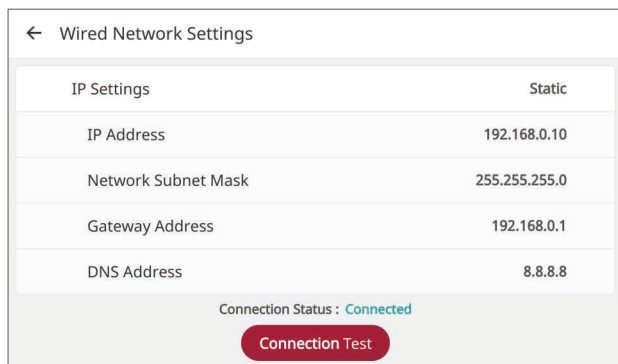 Wired Network Settings
IP Settings Static
IP Address 192.168.0.10
Network Subnet Mask 255.255.255.0
Gateway Address 192.168.0.1
DNS Address 8.8.8.8
Connection Status : Connected
Connection Test